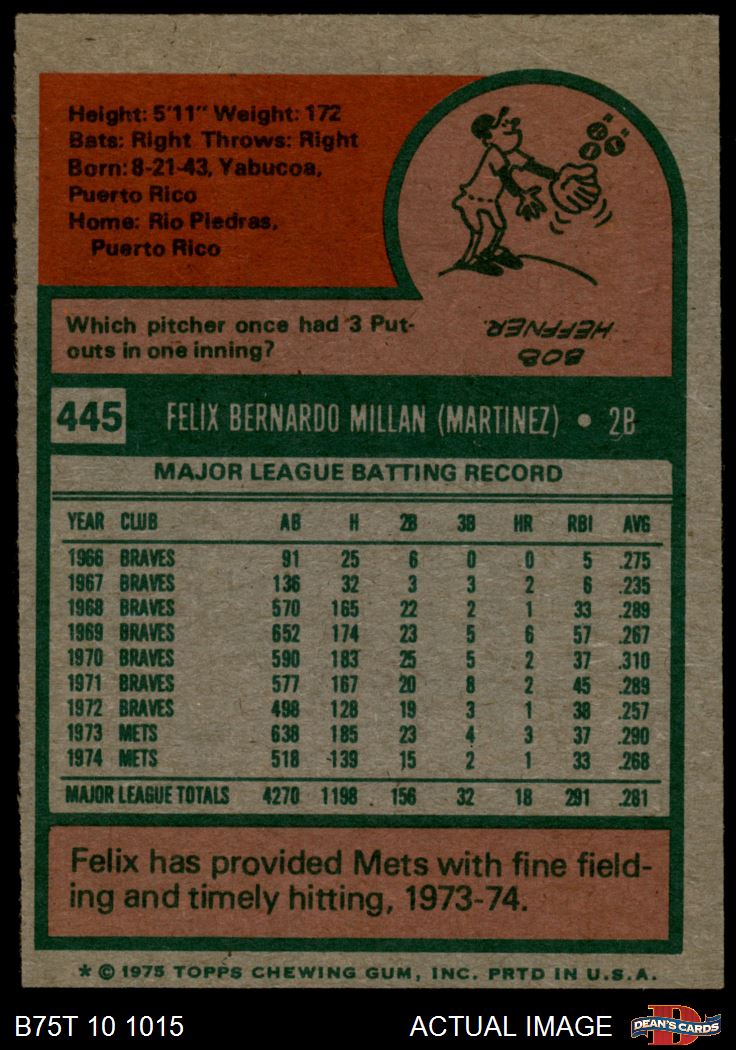 Height: 5'11" Weight: 172
Bats: Right Throws: Right
Born: 8-21-43, Yabucoa,
Puerto Rico
Home: Rio Piedras,
Puerto Rico
Which pitcher once had 3 Put-
outs in one inning?
BOB
HEFFNER.
445 FELIX BERNARDO MILLAN (MARTINEZ) • 2B
MAJOR LEAGUE BATTING RECORD
YEAR CLUB AB H 2B 3B HR RBI AVG
1966 BRAVES 91 25 6 0 0 5 .275
1967 BRAVES 136 32 3 3 2 6 .235
1968 BRAVES 570 165 22 2 1 33 .289
1969 BRAVES 652 174 23 5 6 57 .267
1970 BRAVES 590 183 25 5 2 37 .310
1971 BRAVES 577 167 20 8 2 45 .289
1972 BRAVES 498 128 19 3 1 38 .257
1973 METS 638 185 23 4 3 37 .290
1974 METS 518 139 15 2 1 33 .268
MAJOR LEAGUE TOTALS 4270 1198 156 32 18 291 .281
Felix has provided Mets with fine field-
ing and timely hitting, 1973-74.
* © 1975 TOPPS CHEWING GUM, INC. PRTD IN U.S.A.
B75T 10 1015 ACTUAL IMAGE DEAN'S CARDS